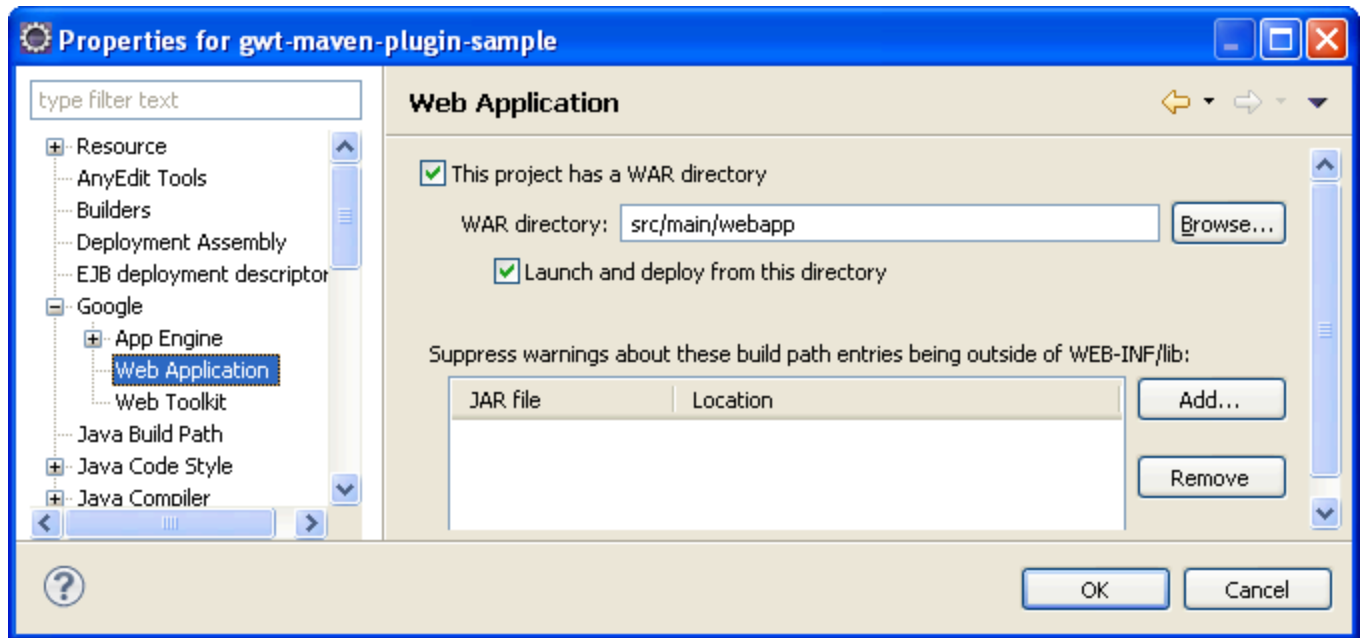 Properties for gwt-maven-plugin-sample
type filter text
Resource
AnyEdit Tools
Builders
Deployment Assembly
EJB deployment descriptor
Google
App Engine
Web Application
Web Toolkit
Java Build Path
Java Code Style
Java Compiler
Web Application
This project has a WAR directory
WAR directory: src/main/webapp Browse...
Launch and deploy from this directory
Suppress warnings about these build path entries being outside of WEB-INF/lib:
JAR file Location Add...
Remove
? OK Cancel